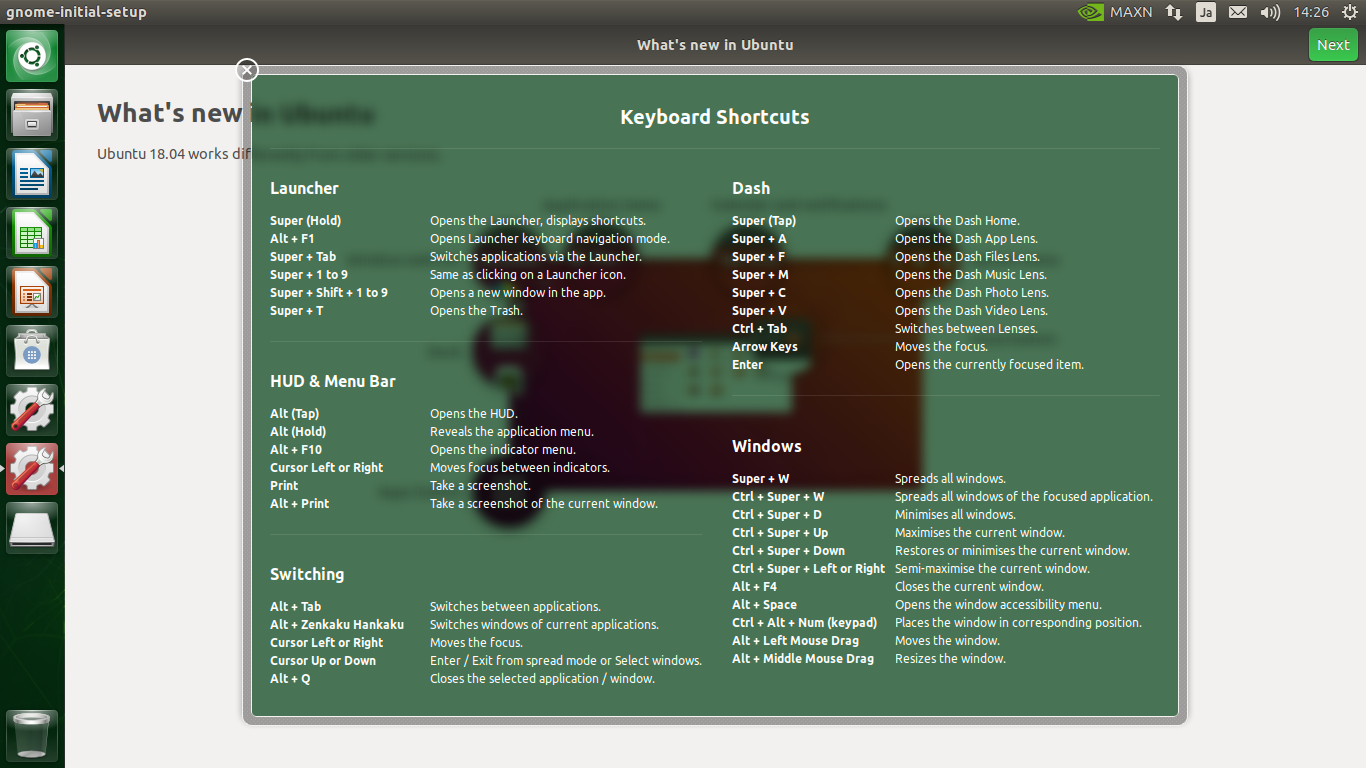 gnome-initial-setup
MAXN
Ja
14:26
What's new in Ubuntu
Next
What's new in Ubuntu
Ubuntu 18.04 works differently from older versions.
Keyboard Shortcuts
Launcher
Super (Hold) Opens the Launcher, displays shortcuts.
Alt + F1 Opens Launcher keyboard navigation mode.
Super + Tab Switches applications via the Launcher.
Super + 1 to 9 Same as clicking on a Launcher icon.
Super + Shift + 1 to 9 Opens a new window in the app.
Super + T Opens the Trash.
HUD & Menu Bar
Alt (Tap) Opens the HUD.
Alt (Hold) Reveals the application menu.
Alt + F10 Opens the indicator menu.
Cursor Left or Right Moves focus between indicators.
Print Take a screenshot.
Alt + Print Take a screenshot of the current window.
Switching
Alt + Tab Switches between applications.
Alt + Zenkaku Hankaku Switches windows of current applications.
Cursor Left or Right Moves the focus.
Cursor Up or Down Enter / Exit from spread mode or Select windows.
Alt + Q Closes the selected application / window.
Dash
Super (Tap) Opens the Dash Home.
Super + A Opens the Dash App Lens.
Super + F Opens the Dash Files Lens.
Super + M Opens the Dash Music Lens.
Super + C Opens the Dash Photo Lens.
Super + V Opens the Dash Video Lens.
Ctrl + Tab Switches between Lenses.
Arrow Keys Moves the focus.
Enter Opens the currently focused item.
Windows
Super + W Spreads all windows.
Ctrl + Super + W Spreads all windows of the focused application.
Ctrl + Super + D Minimises all windows.
Ctrl + Super + Up Maximises the current window.
Ctrl + Super + Down Restores or minimises the current window.
Ctrl + Super + Left or Right Semi-maximise the current window.
Alt + F4 Closes the current window.
Alt + Space Opens the window accessibility menu.
Ctrl + Alt + Num (keypad) Places the window in corresponding position.
Alt + Left Mouse Drag Moves the window.
Alt + Middle Mouse Drag Resizes the window.